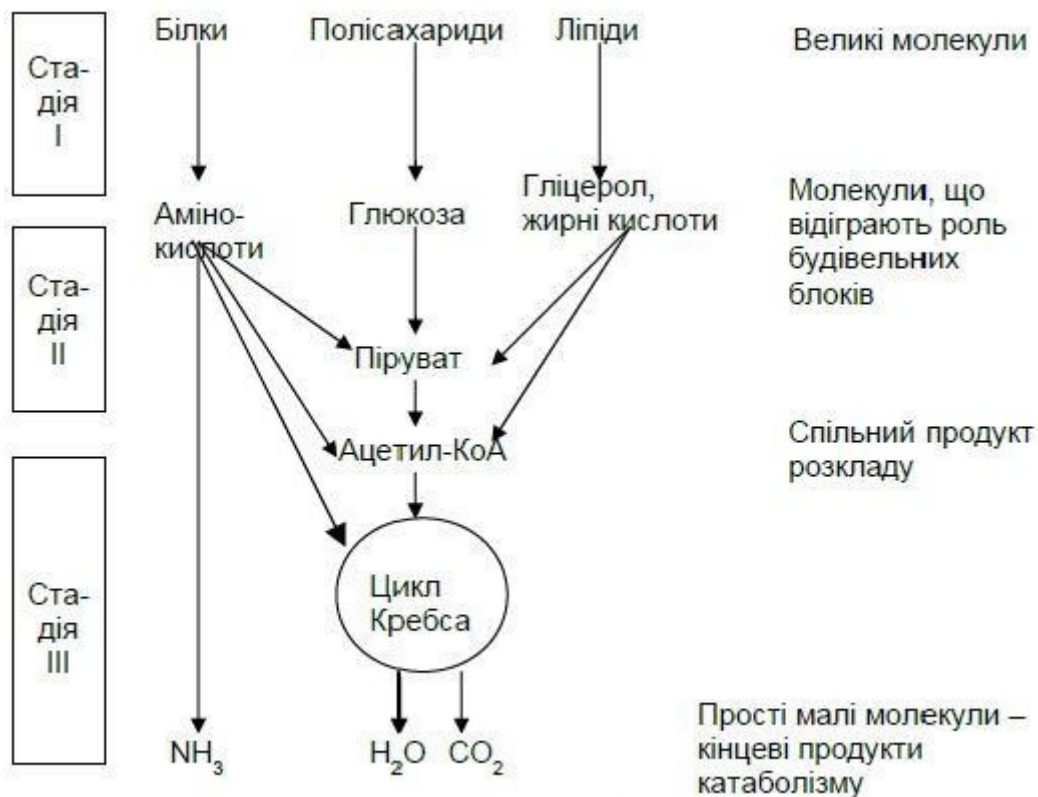 Ста-
дія
I
Білки
Полісахариди
Ліпіди
Великі молекули
Аміно-
кислоти
Глюкоза
Гліцерол,
жирні кислоти
Молекули, що
відіграють роль
будівельних
блоків
Ста-
дія
II
Піруват
Ацетил-КоА
Спільний продукт
розкладу
Ста-
дія
III
Цикл
Кребса
NH₃
H₂O
CO₂
Прості малі молекули –
кінцеві продукти
катаболізму